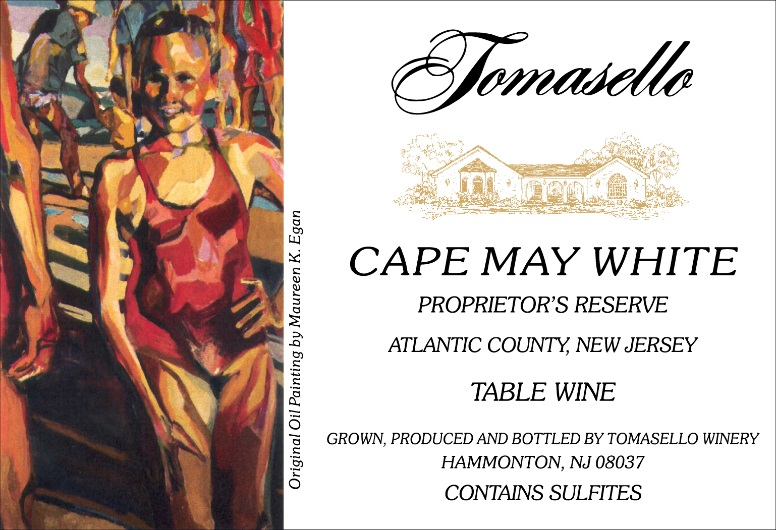 Tomasello
CAPE MAY WHITE
PROPRIETOR'S RESERVE
ATLANTIC COUNTY, NEW JERSEY
TABLE WINE
GROWN, PRODUCED AND BOTTLED BY TOMASELLO WINERY
HAMMONTON, NJ 08037
CONTAINS SULFITES
Original Oil Painting by Maureen K. Egan